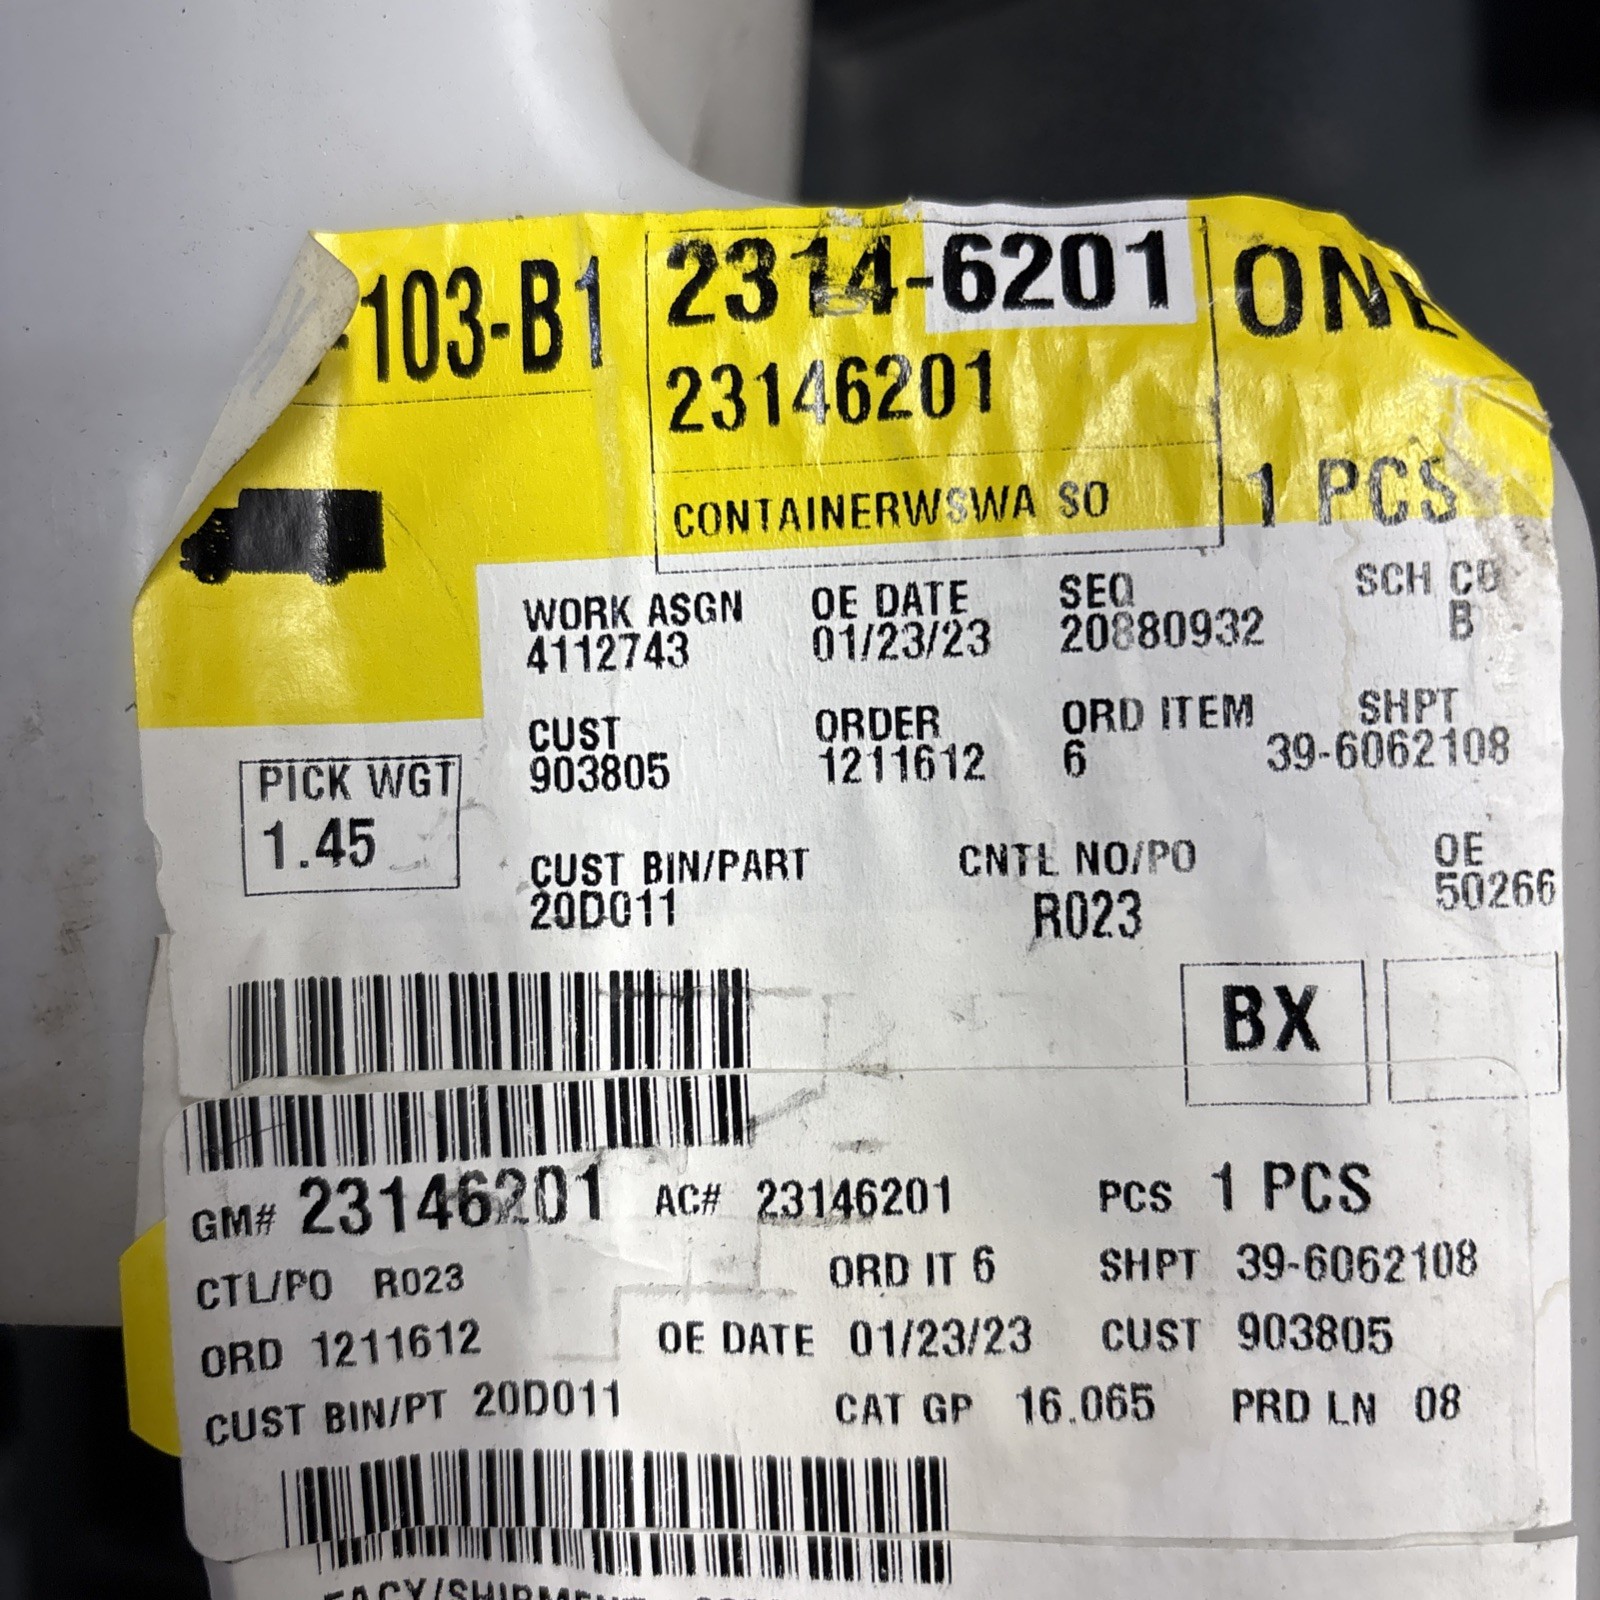 -103-B1
2314-6201
ONE
23146201
CONTAINERWSWA SO
1 PCS
WORK ASGN OE DATE SEQ SCH CD
4112743 01/23/23 20880932 B
CUST ORDER ORD ITEM SHPT
903805 1211612 6 39-6062108
PICK WGT
1.45
CUST BIN/PART CNTL NO/PO OE
20D011 R023 50266
BX
GM# 23146201 AC# 23146201 PCS 1 PCS
CTL/PO R023 ORD IT 6 SHPT 39-6062108
ORD 1211612 OE DATE 01/23/23 CUST 903805
CUST BIN/PT 20D011 CAT GP 16.065 PRD LN 08